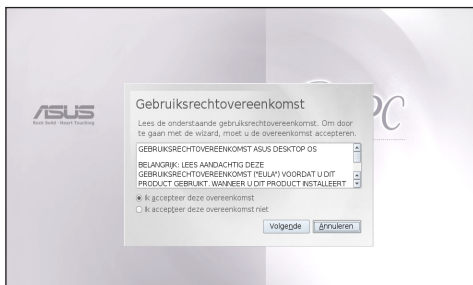 ASUS
Rock Solid · Heart Touching
PC
Gebruiksrechtovereenkomst
Lees de onderstaande gebruiksrechtovereenkomst. Om door
te gaan met de wizard, moet u de overeenkomst accepteren.
GEBRUIKSRECHTOVEREENKOMST ASUS DESKTOP OS
BELANGRIJK: LEES AANDACHTIG DEZE
GEBRUIKSRECHTOVEREENKOMST ("EULA") VOORDAT U DIT
PRODUCT GEBRUIKT. WANNEER U DIT PRODUCT INSTALLEERT
Ik accepteer deze overeenkomst
Ik accepteer deze overeenkomst niet
Volgende
Annuleren